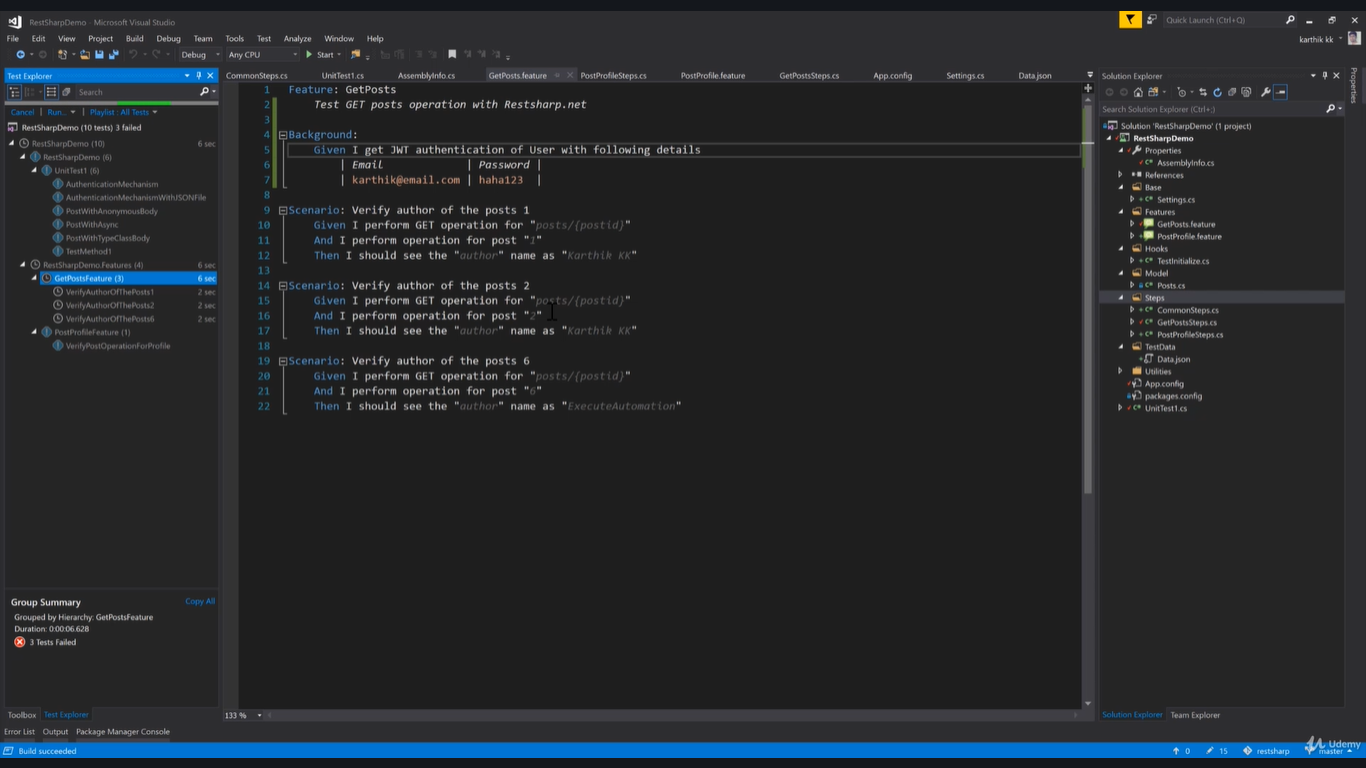 RestSharpDemo - Microsoft Visual Studio
Quick Launch (Ctrl+Q)
File Edit View Project Build Debug Team Tools Test Analyze Window Help
karthik kk
Debug Any CPU Start
Test Explorer
CommonSteps.cs UnitTest1.cs AssemblyInfo.cs GetPosts.feature PostProfileSteps.cs PostProfile.feature GetPostsSteps.cs App.config Settings.cs Data.json
Solution Explorer
Properties
Search
Search Solution Explorer (Ctrl+;)
Cancel Run... Playlist : All Tests
RestSharpDemo (10 tests) 3 failed
RestSharpDemo (10) 6 sec
RestSharpDemo (6)
UnitTest1 (6)
AuthenticationMechanism
AuthenticationMechanismWithJSONFile
PostWithAnonymousBody
PostWithAsync
PostWithTypeClassBody
TestMethod1
RestSharpDemo.Features (4) 6 sec
GetPostsFeature (3) 6 sec
VerifyAuthorOfThePosts1 2 sec
VerifyAuthorOfThePosts2 2 sec
VerifyAuthorOfThePosts6 2 sec
PostProfileFeature (1)
VerifyPostOperationForProfile
Group Summary
Copy All
Grouped by Hierarchy: GetPostsFeature
Duration: 0:00:06.628
3 Tests Failed
1 Feature: GetPosts
2 Test GET posts operation with Restsharp.net
3
4 Background:
5 Given I get JWT authentication of User with following details
6 | Email | Password |
7 | karthik@email.com | haha123 |
8
9 Scenario: Verify author of the posts 1
10 Given I perform GET operation for "posts/{postid}"
11 And I perform operation for post "1"
12 Then I should see the "author" name as "Karthik KK"
13
14 Scenario: Verify author of the posts 2
15 Given I perform GET operation for "posts/{postid}"
16 And I perform operation for post "2"
17 Then I should see the "author" name as "Karthik KK"
18
19 Scenario: Verify author of the posts 6
20 Given I perform GET operation for "posts/{postid}"
21 And I perform operation for post "6"
22 Then I should see the "author" name as "ExecuteAutomation"
Solution 'RestSharpDemo' (1 project)
RestSharpDemo
Properties
AssemblyInfo.cs
References
Base
Settings.cs
Features
GetPosts.feature
PostProfile.feature
Hooks
TestInitialize.cs
Model
Posts.cs
Steps
CommonSteps.cs
GetPostsSteps.cs
PostProfileSteps.cs
TestData
Data.json
Utilities
App.config
packages.config
UnitTest1.cs
133 %
Toolbox Test Explorer
Solution Explorer Team Explorer
Error List Output Package Manager Console
Build succeeded
0 15 restsharp master
Udemy